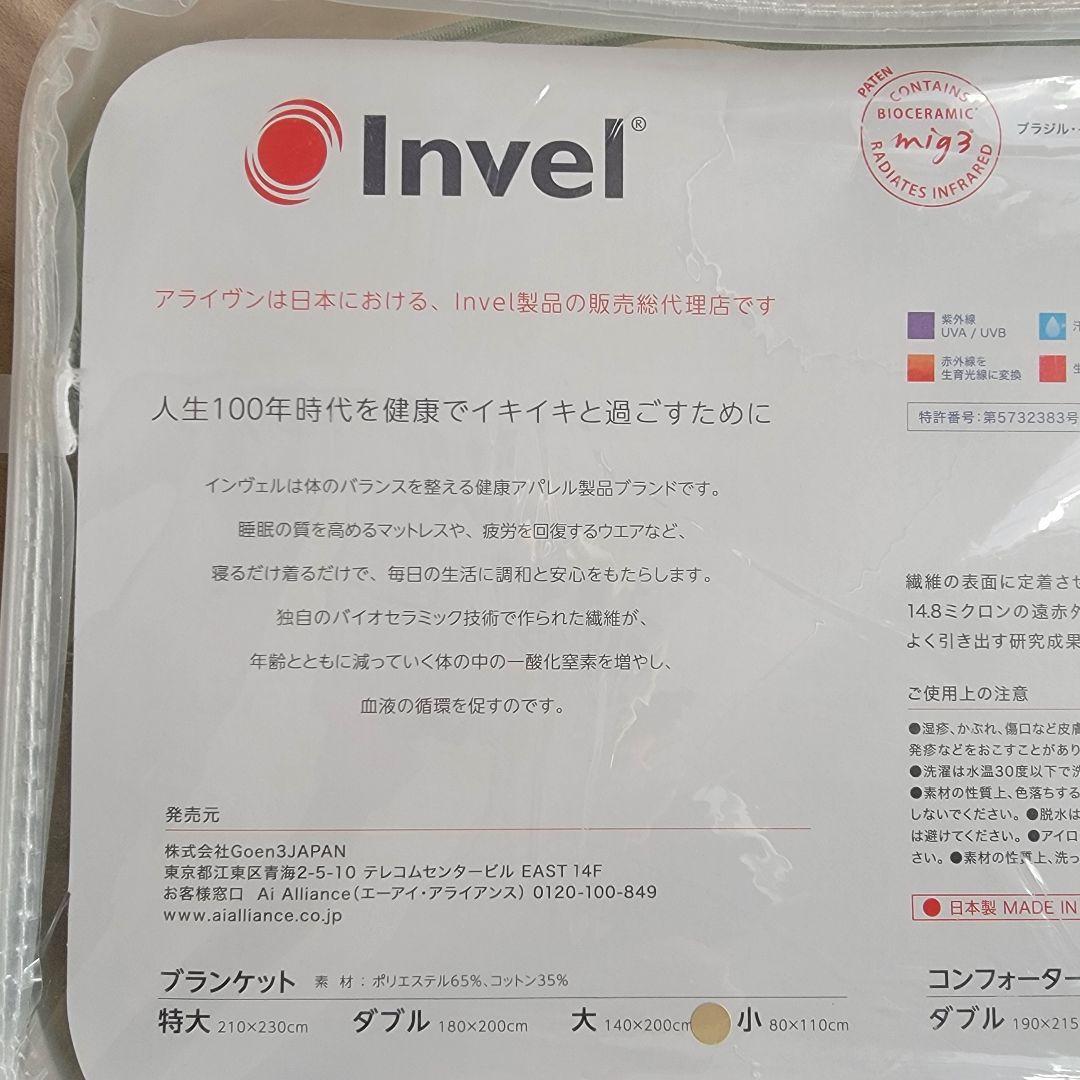 Invel®
PATEN
CONTAINS
BIOCERAMIC
mig3
RADIATES INFRARED
ブラジル・
アライヴンは日本における、Invel製品の販売総代理店です
紫外線
UVA / UVB
赤外線を
生育光線に変換
特許番号:第5732383号
人生100年時代を健康でイキイキと過ごすために
インヴェルは体のバランスを整える健康アパレル製品ブランドです。
睡眠の質を高めるマットレスや、疲労を回復するウエアなど、
寝るだけ着るだけで、毎日の生活に調和と安心をもたらします。
独自のバイオセラミック技術で作られた繊維が、
年齢とともに減っていく体の中の一酸化窒素を増やし、
血液の循環を促すのです。
繊維の表面に定着させ
14.8ミクロンの遠赤外
よく引き出す研究成果
ご使用上の注意
●湿疹、かぶれ、傷口など皮膚
発疹などをおこすことがあり
●洗濯は水温30度以下で洗
●素材の性質上、色落ちする
しないでください。●脱水は
は避けてください。●アイロ
さい。●素材の性質上、洗っ
日本製 MADE IN
発売元
株式会社Goen3JAPAN
東京都江東区青海2-5-10 テレコムセンタービル EAST 14F
お客様窓口 Ai Alliance(エーアイ・アライアンス) 0120-100-849
www.aialliance.co.jp
ブランケット 素 材:ポリエステル65%、コットン35%
特大 210×230cm ダブル 180×200cm 大 140×200cm 小 80×110cm
コンフォーター
ダブル 190×215